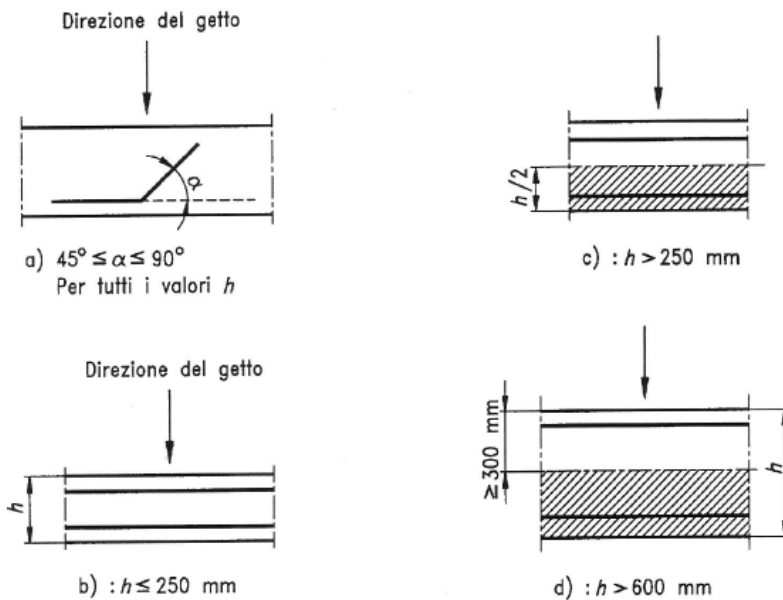 Direzione del getto
α
a) 45° ≤ α ≤ 90°
Per tutti i valori h
h/2
c) : h > 250 mm
Direzione del getto
h
b) : h ≤ 250 mm
≥300 mm
h
d) : h > 600 mm